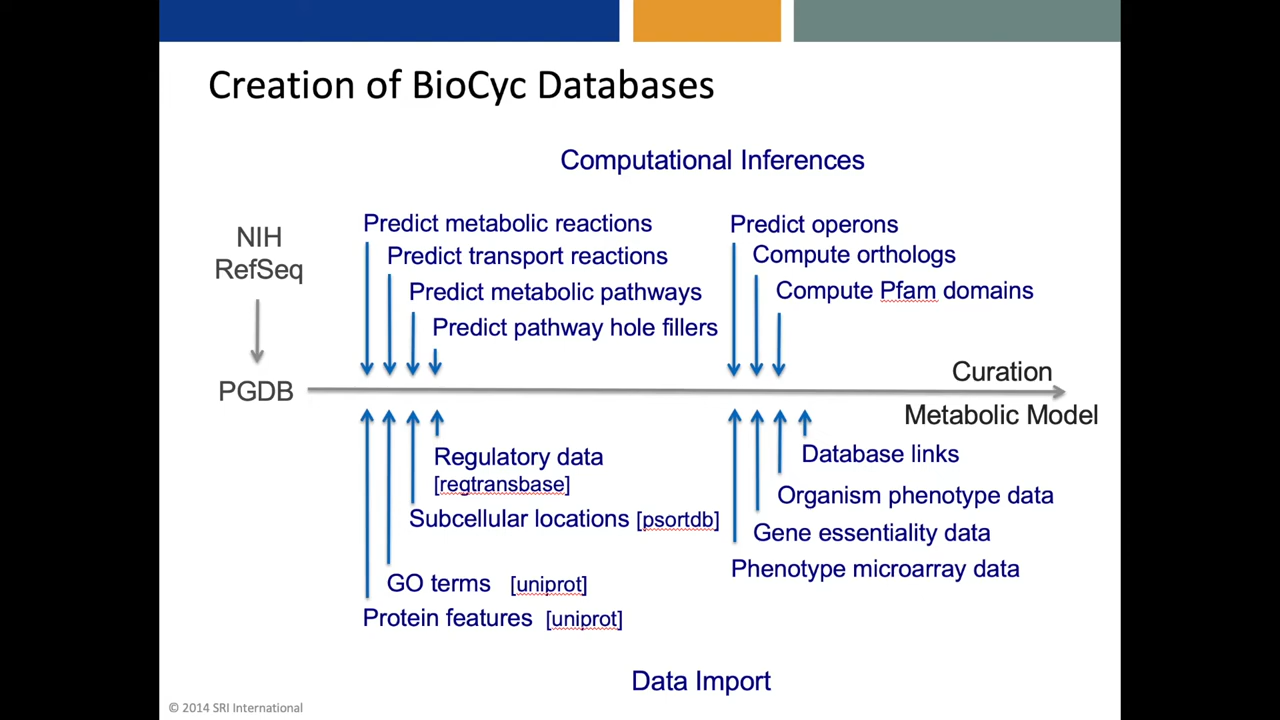 Creation of BioCyc Databases
Computational Inferences
NIH
RefSeq
PGDB
Predict metabolic reactions
Predict transport reactions
Predict metabolic pathways
Predict pathway hole fillers
Predict operons
Compute orthologs
Compute Pfam domains
Curation
Metabolic Model
Regulatory data
[regtransbase]
Subcellular locations [psortdb]
GO terms [uniprot]
Protein features [uniprot]
Database links
Organism phenotype data
Gene essentiality data
Phenotype microarray data
Data Import
© 2014 SRI International